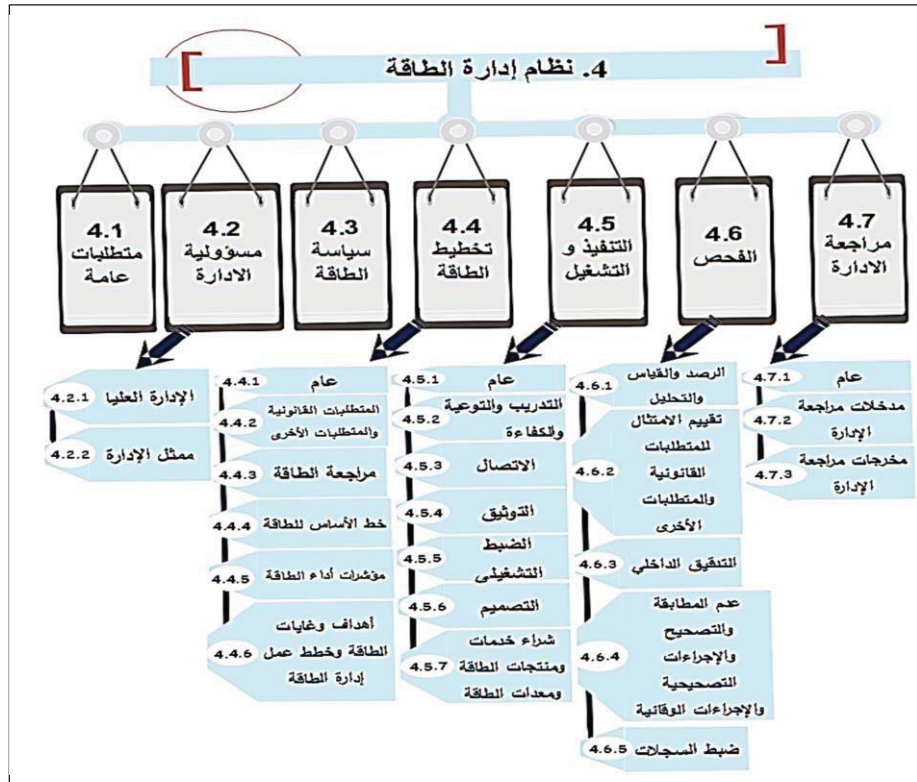 4. نظام إدارة الطاقة
4.1
متطلبات
عامة
4.2
مسؤولية
الادارة
4.3
سياسة
الطاقة
4.4
تخطيط
الطاقة
4.5
التنفيذ و
التشغيل
4.6
الفحص
4.7
مراجعة
الادارة
4.2.1 الإدارة العليا
4.2.2 ممثل الإدارة
4.4.1 عام
4.4.2 المتطلبات القانونية
والمتطلبات الأخرى
4.4.3 مراجعة الطاقة
4.4.4 خط الأساس للطاقة
4.4.5 مؤشرات أداء الطاقة
4.4.6 أهداف وغايات
الطاقة وخطط عمل
إدارة الطاقة
4.5.1 عام
4.5.2 التدريب والتوعية
والكفاءة
4.5.3 الاتصال
4.5.4 التوثيق
4.5.5 الضبط
التشغيلي
4.5.6 التصميم
4.5.7 شراء خدمات
ومنتجات الطاقة
ومعدات الطاقة
4.6.1 الرصد والقياس
والتحليل
4.6.2 تقييم الامتثال
للمتطلبات
القانونية
والمتطلبات
الأخرى
4.6.3 التدقيق الداخلي
4.6.4 عدم المطابقة
والتصحيح
والإجراءات
التصحيحية
والإجراءات الوقائية
4.6.5 ضبط السجلات
4.7.1 عام
4.7.2 مدخلات مراجعة
الإدارة
4.7.3 مخرجات مراجعة
الإدارة